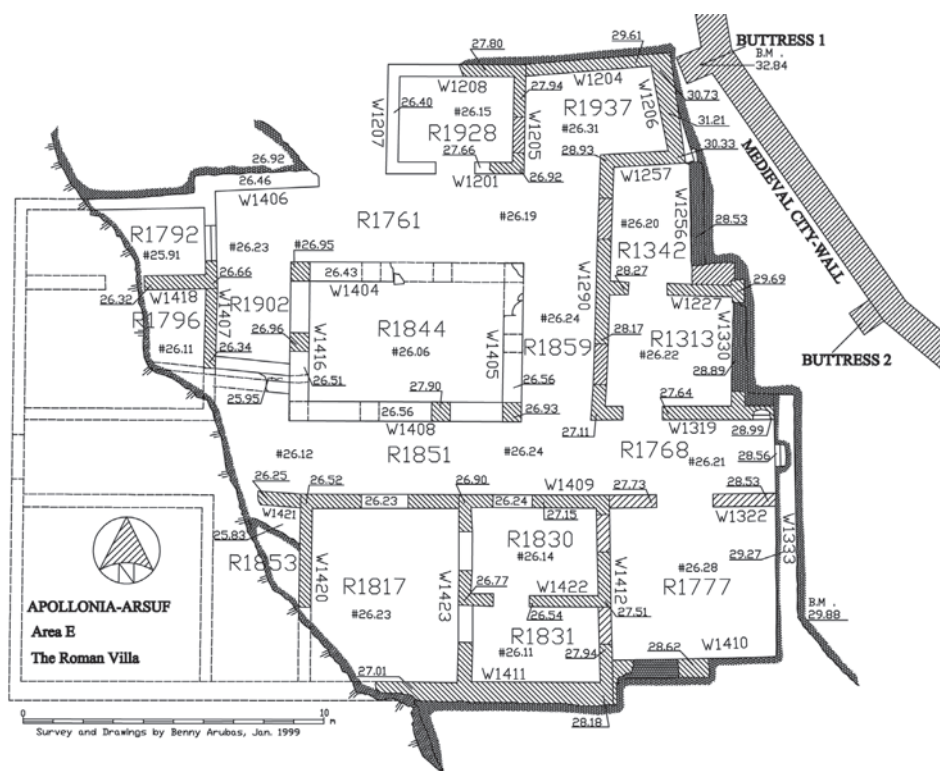 29.61
BUTTRESS 1
B.M.
32.84
27.80
W1204
27.94
W1208
30.73
W1207
26.40
#26.15
R1937
W1206
R1928
W1205
#26.31
31.21
27.66
28.93
30.33
26.92
W1201
26.92
W1257
MEDIEVAL CITY-WALL
26.46
W1406
R1761
#26.19
#26.20
W1256
28.53
R1792
#26.23
R1342
#25.91
26.95
26.66
26.43
W1290
28.27
29.69
26.32
W1418
R1902
W1404
W1227
R1796
W1407
R1844
#26.24
28.17
R1313
W1330
26.96
W1416
#26.06
W1405
R1859
#26.22
#26.11
26.34
28.89
BUTTRESS 2
25.95
26.51
27.90
26.56
27.64
26.56
26.93
W1408
27.11
W1319
28.99
#26.12
R1851
#26.24
R1768
#26.21
28.56
26.25
26.52
26.90
W1409
27.73
28.53
26.23
26.24
W1421
27.15
W1322
25.83
R1830
W1333
R1853
#26.14
29.27
W1420
R1817
W1423
26.77
W1422
W1412
#26.28
R1777
#26.23
26.54
27.51
R1831
B.M.
29.88
#26.11
27.94
28.62
W1410
27.01
W1411
28.18
N
APOLLONIA-ARSUF
Area E
The Roman Villa
0 10
m
Survey and Drawings by Benny Arubas, Jan. 1999